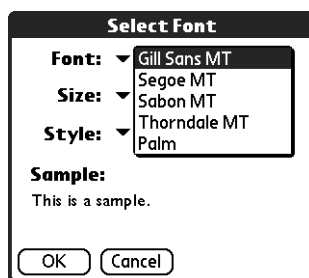 Select Font
Font: Gill Sans MT
Segoe MT
Size:
Sabon MT
Thorndale MT
Style:
Palm
Sample:
This is a sample.
OK Cancel